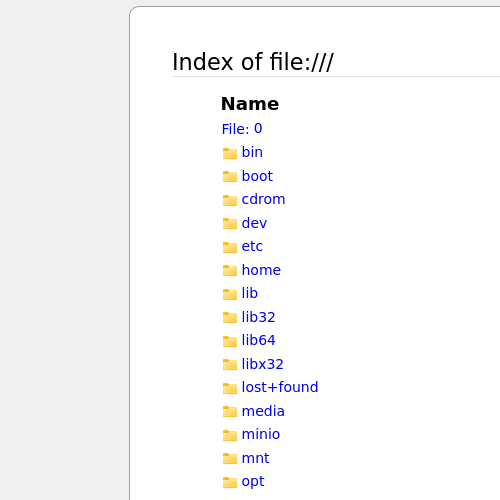 Index of file:///
Name
File: 0
bin
boot
cdrom
dev
etc
home
lib
lib32
lib64
libx32
lost+found
media
minio
mnt
opt